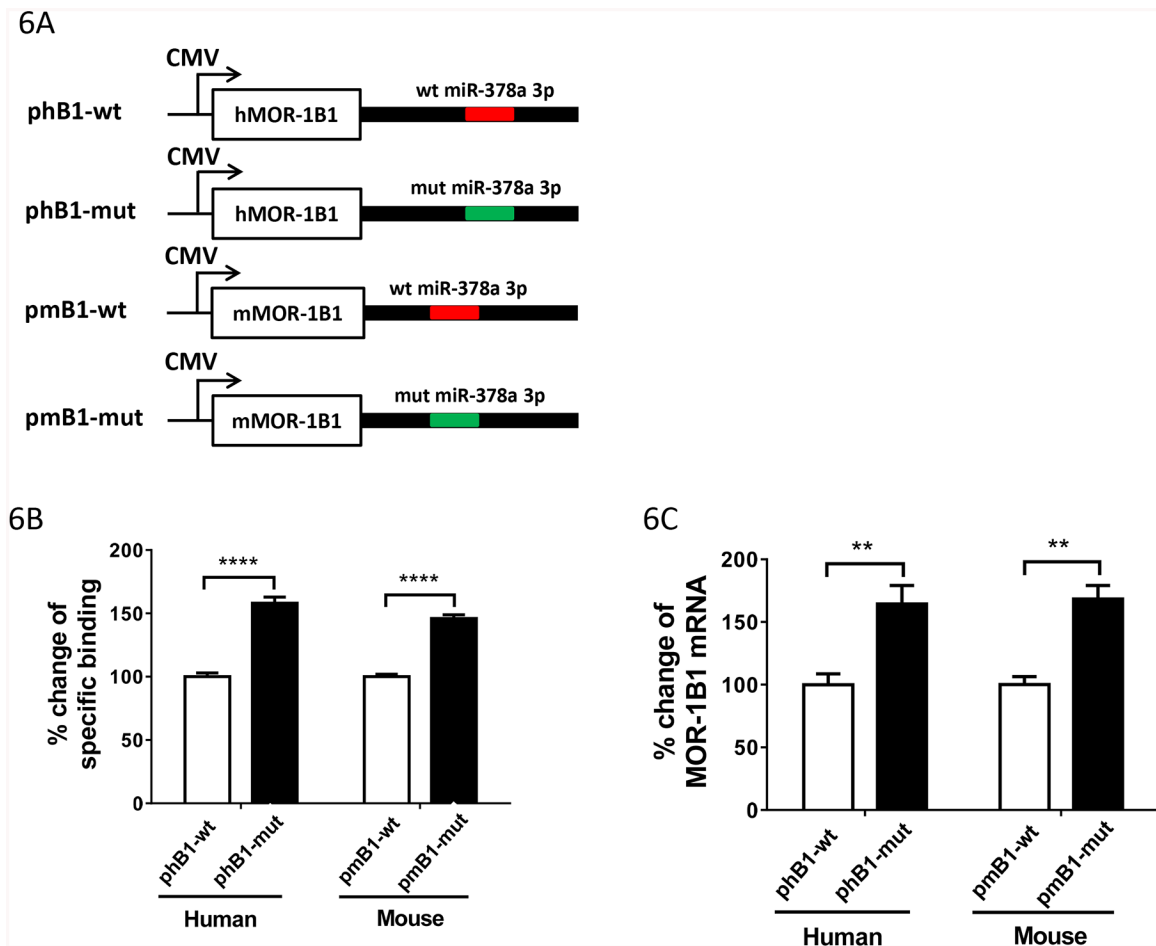 6A
CMV
phB1-wt
hMOR-1B1
wt miR-378a 3p
CMV
phB1-mut
hMOR-1B1
mut miR-378a 3p
CMV
pmB1-wt
mMOR-1B1
wt miR-378a 3p
CMV
pmB1-mut
mMOR-1B1
mut miR-378a 3p
6B
% change of
specific binding
200
150
100
50
0
****
****
phB1-wt
phB1-mut
pmB1-wt
pmB1-mut
Human
Mouse
6C
% change of
MOR-1B1 mRNA
200
150
100
50
0
**
**
phB1-wt
phB1-mut
pmB1-wt
pmB1-mut
Human
Mouse